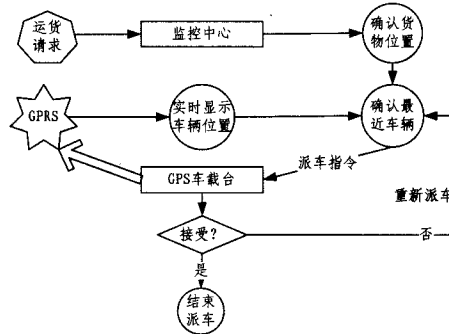 运货
请求
监控中心
确认货
物位置
GPRS
实时显示
车辆位置
确认最
近车辆
派车指令
GPS车载台
重新派车
接受?
否
是
结束
派车